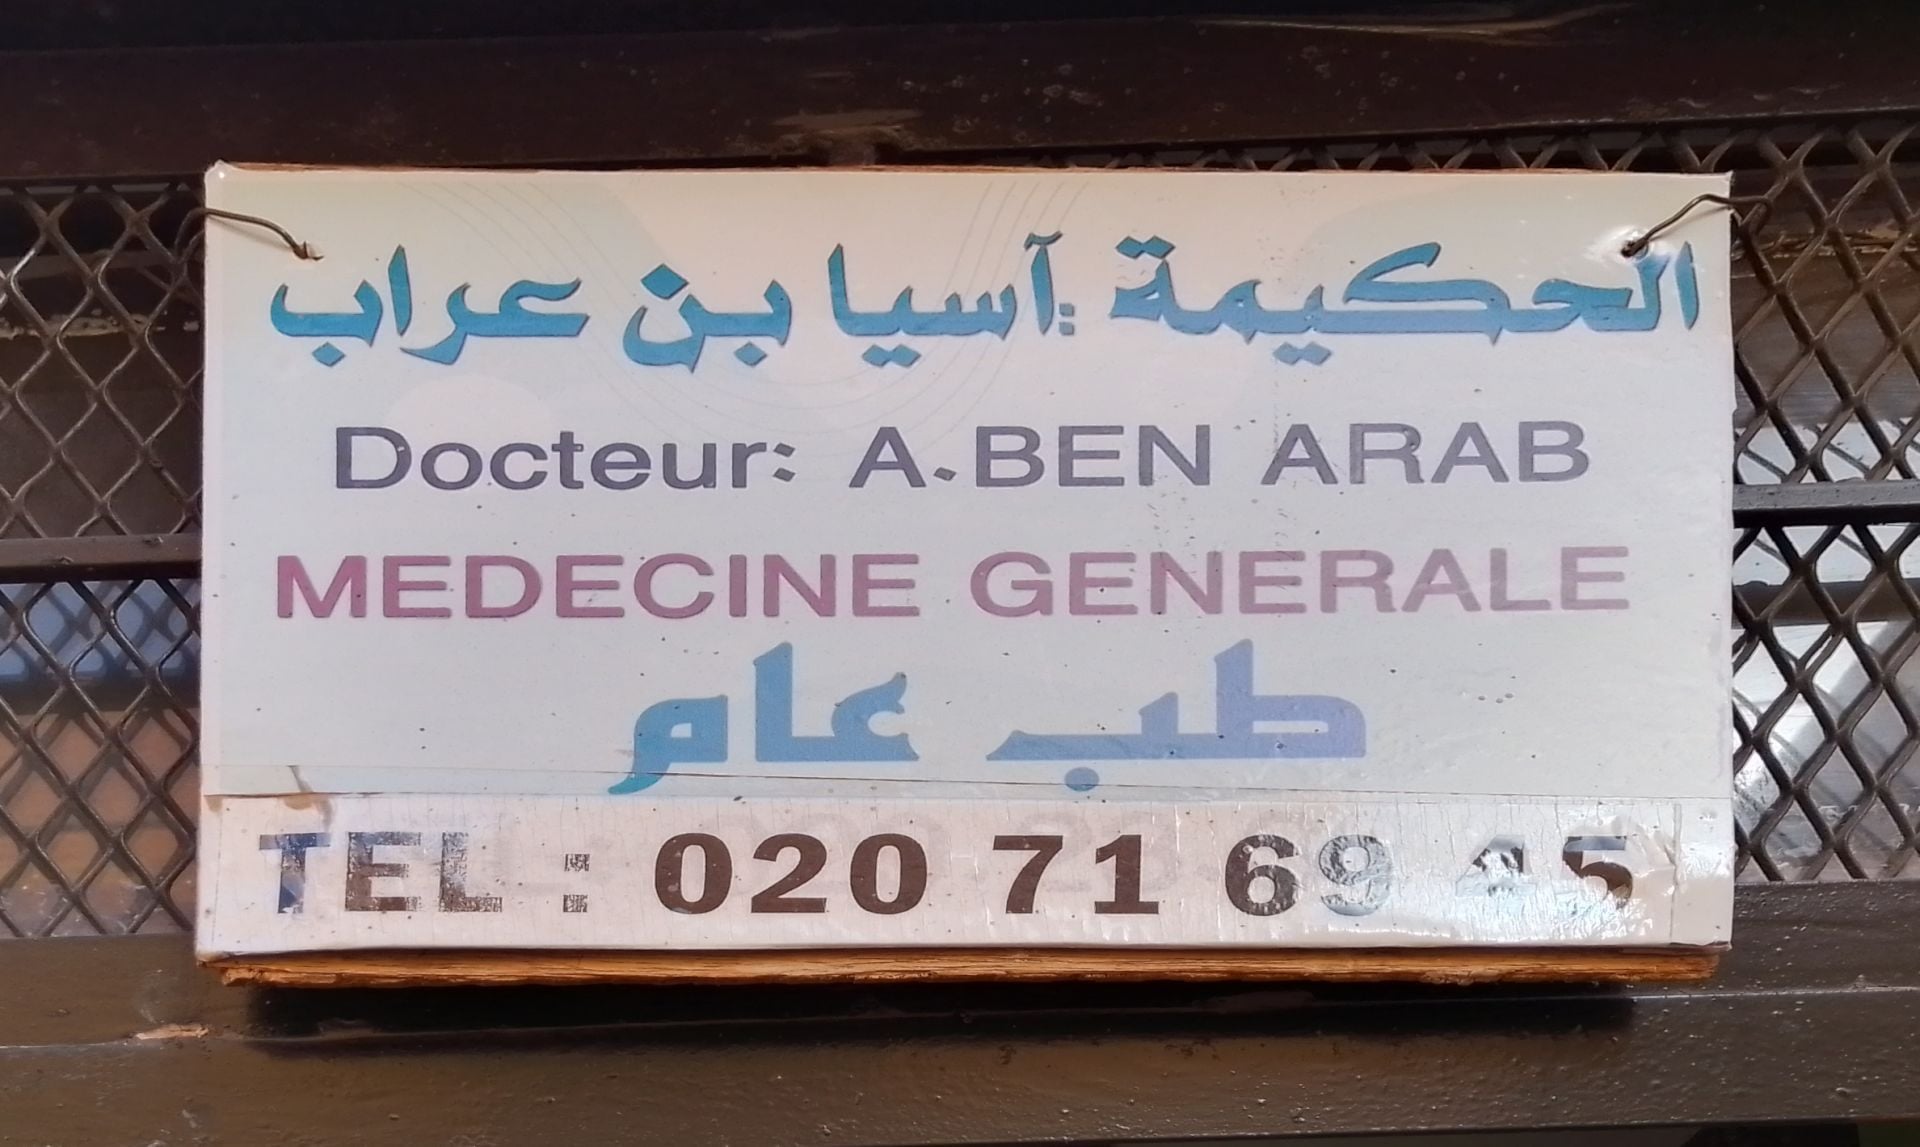 الحكيمة : آسيا بن عراب
Docteur: A.BEN ARAB
MEDECINE GENERALE
طب عام
TEL : 020 71 69 45